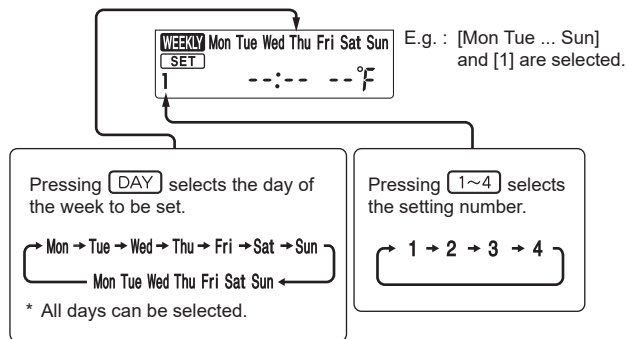 WEEKLY Mon Tue Wed Thu Fri Sat Sun
SET
1 --:-- --°F
E.g. : [Mon Tue ... Sun]
and [1] are selected.
Pressing DAY selects the day of
the week to be set.
Mon → Tue → Wed → Thu → Fri → Sat → Sun
Mon Tue Wed Thu Fri Sat Sun
* All days can be selected.
Pressing 1~4 selects
the setting number.
1 → 2 → 3 → 4